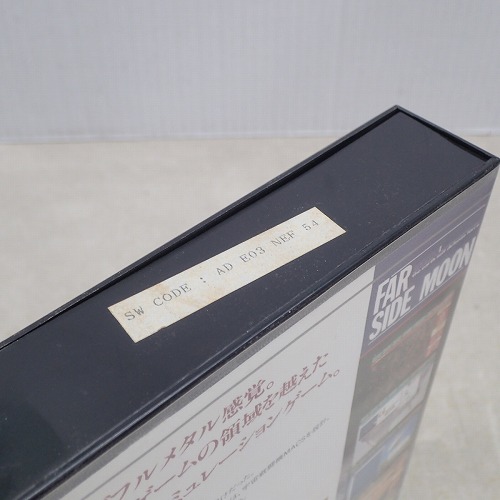 SW CODE : AD E03 NEF 54
FAR
SIDE MOON
フルメタル感覚。
ゲームの領域を越えた
ミュレーションゲーム。